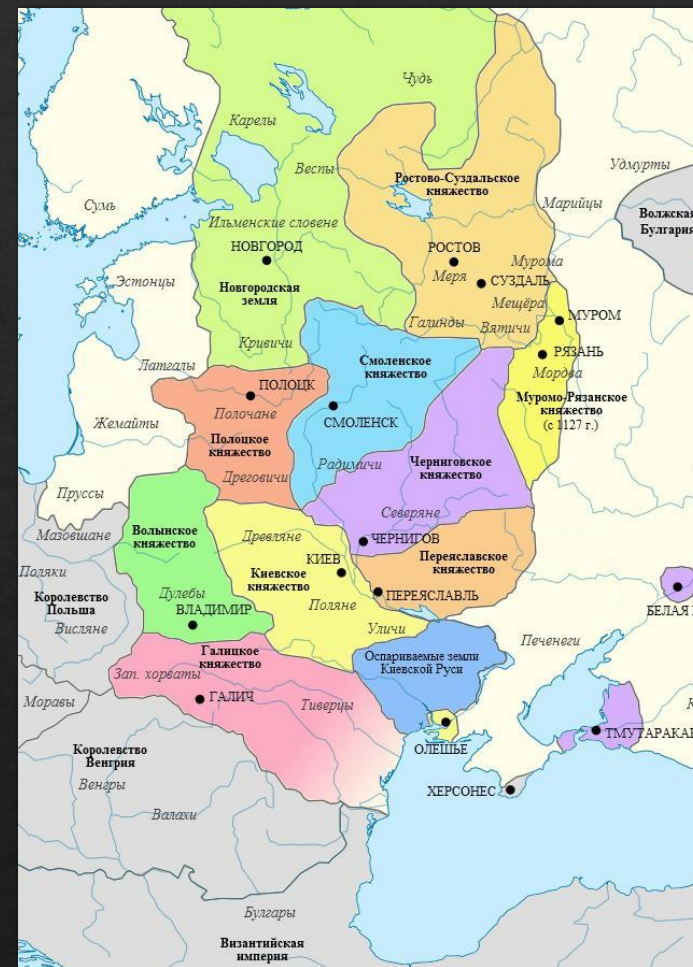 Чудь
Карелы
Веспы
Удмурты
Ростово-Суздальское
княжество
Сумь
Марийцы
Волжская
Булгария
Ильменские словене
НОВГОРОД
РОСТОВ
Мурома
Меря
СУЗДАЛЬ
Эстонцы
Новгородская
земля
Мещёра
МУРОМ
Галинды
Вятичи
Кривичи
РЯЗАНЬ
Латгалы
Смоленское
княжество
Мордва
ПОЛОЦК
Муромо-Рязанское
княжество
(с 1127 г.)
Полочане
СМОЛЕНСК
Жемайты
Полоцкое
княжество
Радимичи
Черниговское
княжество
Дреговичи
Пруссы
Северяне
Мазовшане
Волынское
княжество
Древляне
ЧЕРНИГОВ
КИЕВ
Переяславское
княжество
Поляки
Киевское
княжество
Королевство
Польша
Дулебы
ПЕРЕЯСЛАВЛЬ
Поляне
ВЛАДИМИР
БЕЛАЯ
Висляне
Уличи
Печенеги
Галицкое
княжество
Оспариваемые земли
Киевской Руси
Зап. хорваты
Моравы
ГАЛИЧ
Тиверцы
ТМУТАРАКА
Королевство
Венгрия
ОЛЕШЬЕ
Венгры
ХЕРСОНЕС
Валахи
Булгары
Византийская
империя